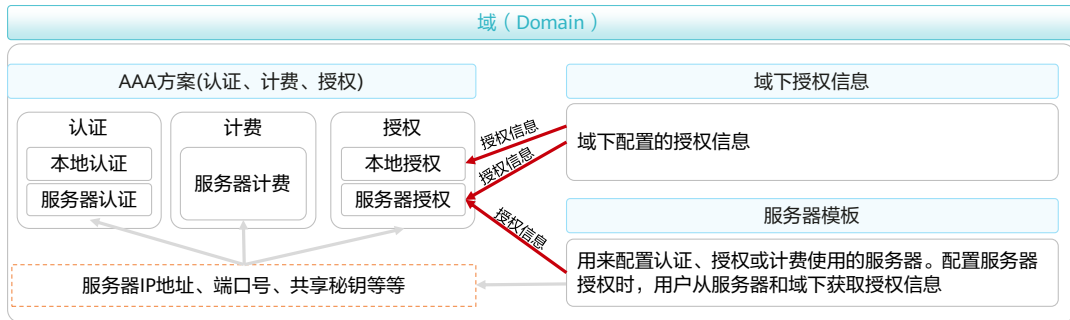 域（Domain）
AAA方案(认证、计费、授权)
认证
本地认证
服务器认证
计费
服务器计费
授权
本地授权
服务器授权
服务器IP地址、端口号、共享秘钥等等
授权信息
授权信息
授权信息
域下授权信息
域下配置的授权信息
服务器模板
用来配置认证、授权或计费使用的服务器。配置服务器
授权时，用户从服务器和域下获取授权信息